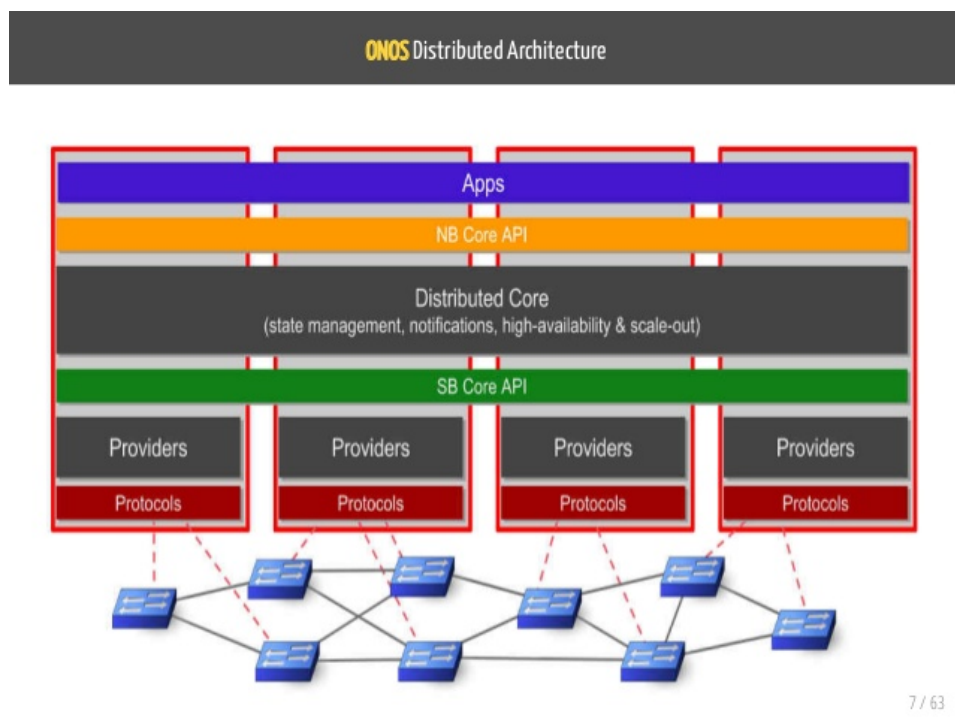 ONOS Distributed Architecture
Apps
NB Core API
Distributed Core
(state management, notifications, high-availability & scale-out)
SB Core API
Providers
Providers
Providers
Providers
Protocols
Protocols
Protocols
Protocols
7 / 63